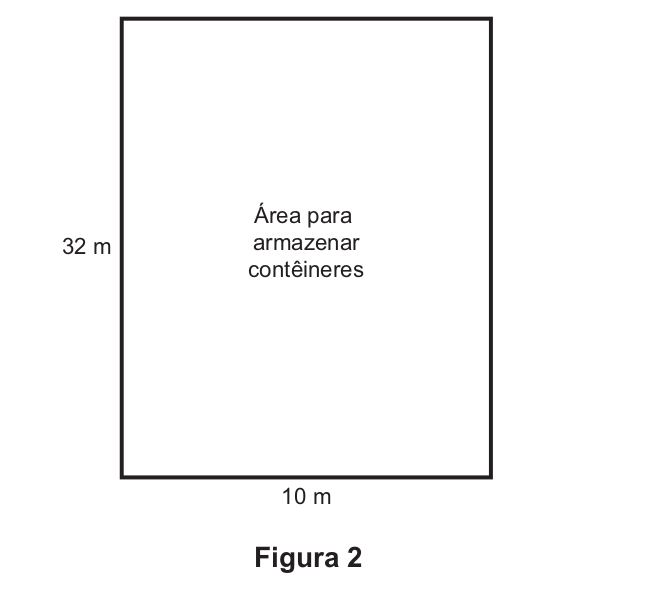 Área para
armazenar
contêineres
32 m
10 m
Figura 2